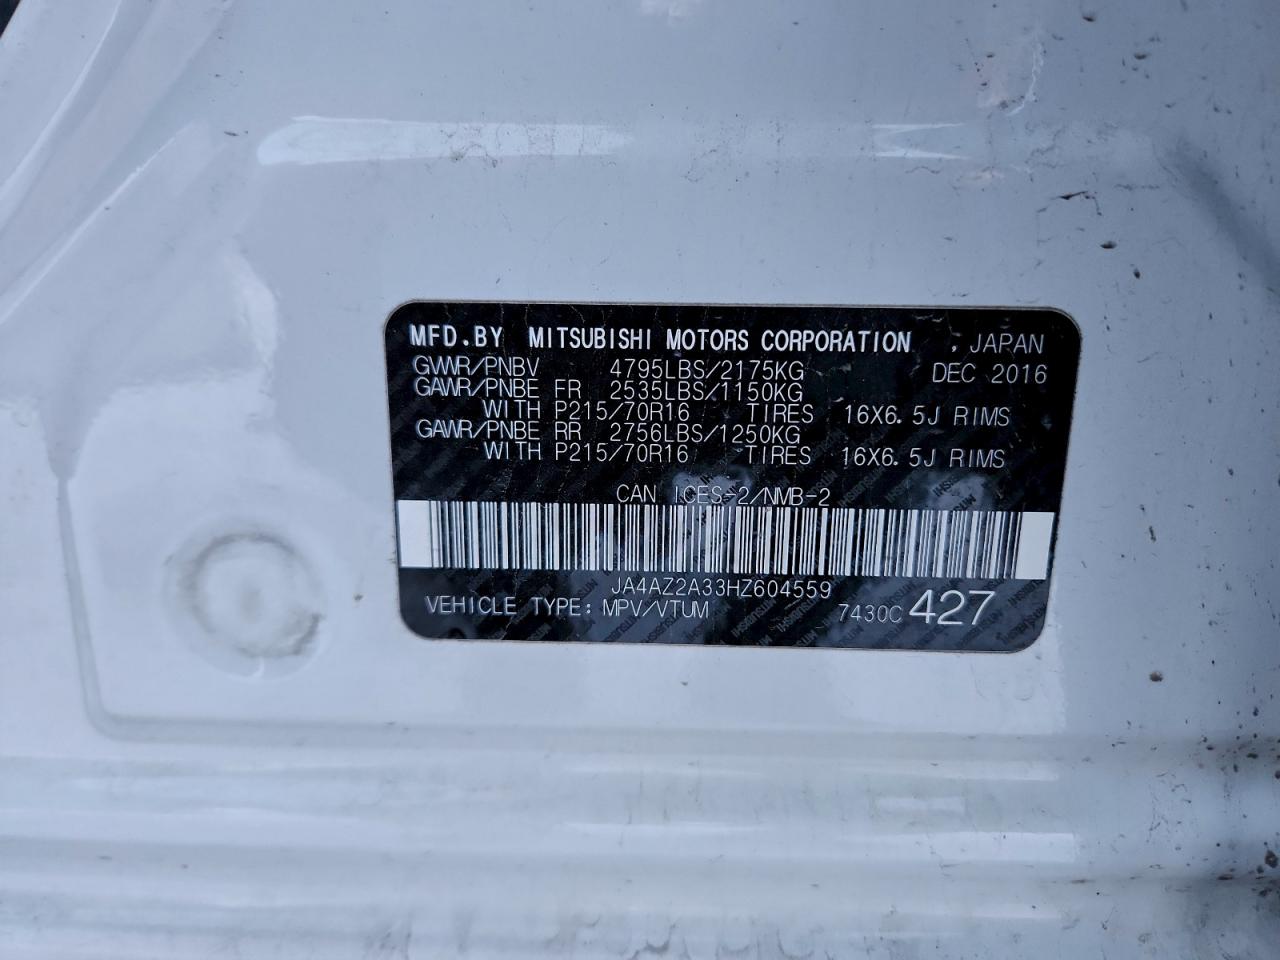 MFD.BY MITSUBISHI MOTORS CORPORATION , JAPAN
GVWR/PNBV 4795LBS/2175KG DEC 2016
GAWR/PNBE FR 2535LBS/1150KG
WITH P215/70R16 TIRES 16X6.5J RIMS
GAWR/PNBE RR 2756LBS/1250KG
WITH P215/70R16 TIRES 16X6.5J RIMS
CAN ICES-2/NMB-2
JA4AZ2A33HZ604559
VEHICLE TYPE: MPV/VTUM 7430C 427